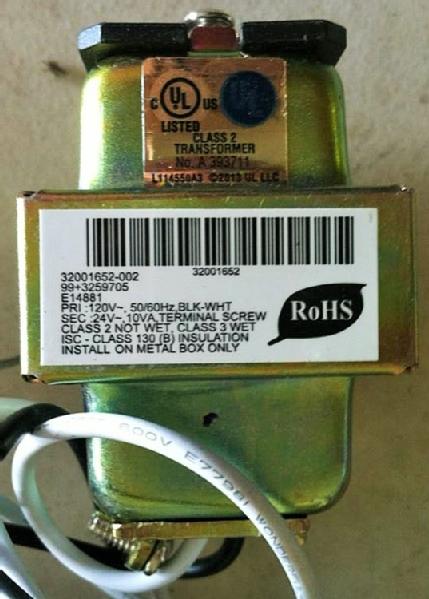 C UL US
LISTED
CLASS 2
TRANSFORMER
No. A 393711
L114550A3 ©2013 UL LLC
32001652-002
32001652
99+3259705
E14881
PRI :120V~, 50/60Hz,BLK-WHT
SEC :24V~,10VA,TERMINAL SCREW
CLASS 2 NOT WET, CLASS 3 WET
ISC - CLASS 130 (B) INSULATION
INSTALL ON METAL BOX ONLY
RoHS
600V